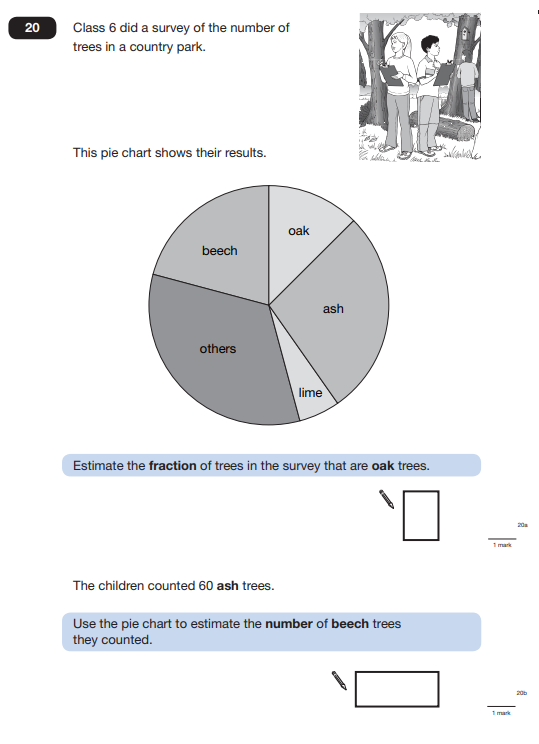 20
Class 6 did a survey of the number of
trees in a country park.
This pie chart shows their results.
oak
beech
ash
others
lime
Estimate the fraction of trees in the survey that are oak trees.
20a
1 mark
The children counted 60 ash trees.
Use the pie chart to estimate the number of beech trees
they counted.
20b
1 mark